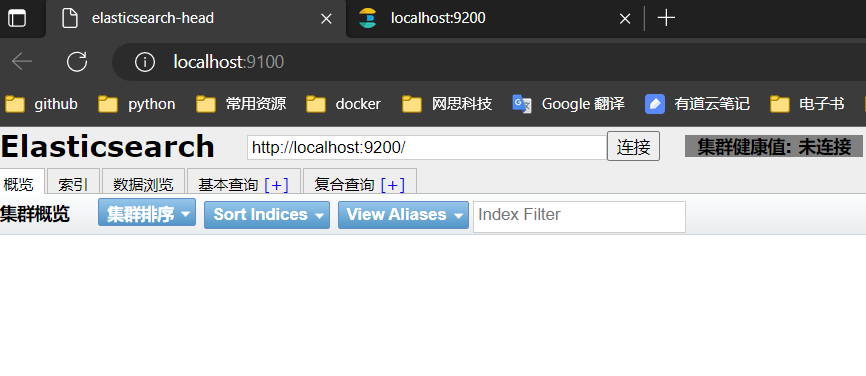 elasticsearch-head
localhost:9200
localhost:9100
github python 常用资源 docker 网思科技 Google 翻译 有道云笔记 电子书
Elasticsearch http://localhost:9200/ 连接 集群健康值: 未连接
概览 索引 数据浏览 基本查询 [+] 复合查询 [+]
集群概览 集群排序 Sort Indices View Aliases Index Filter